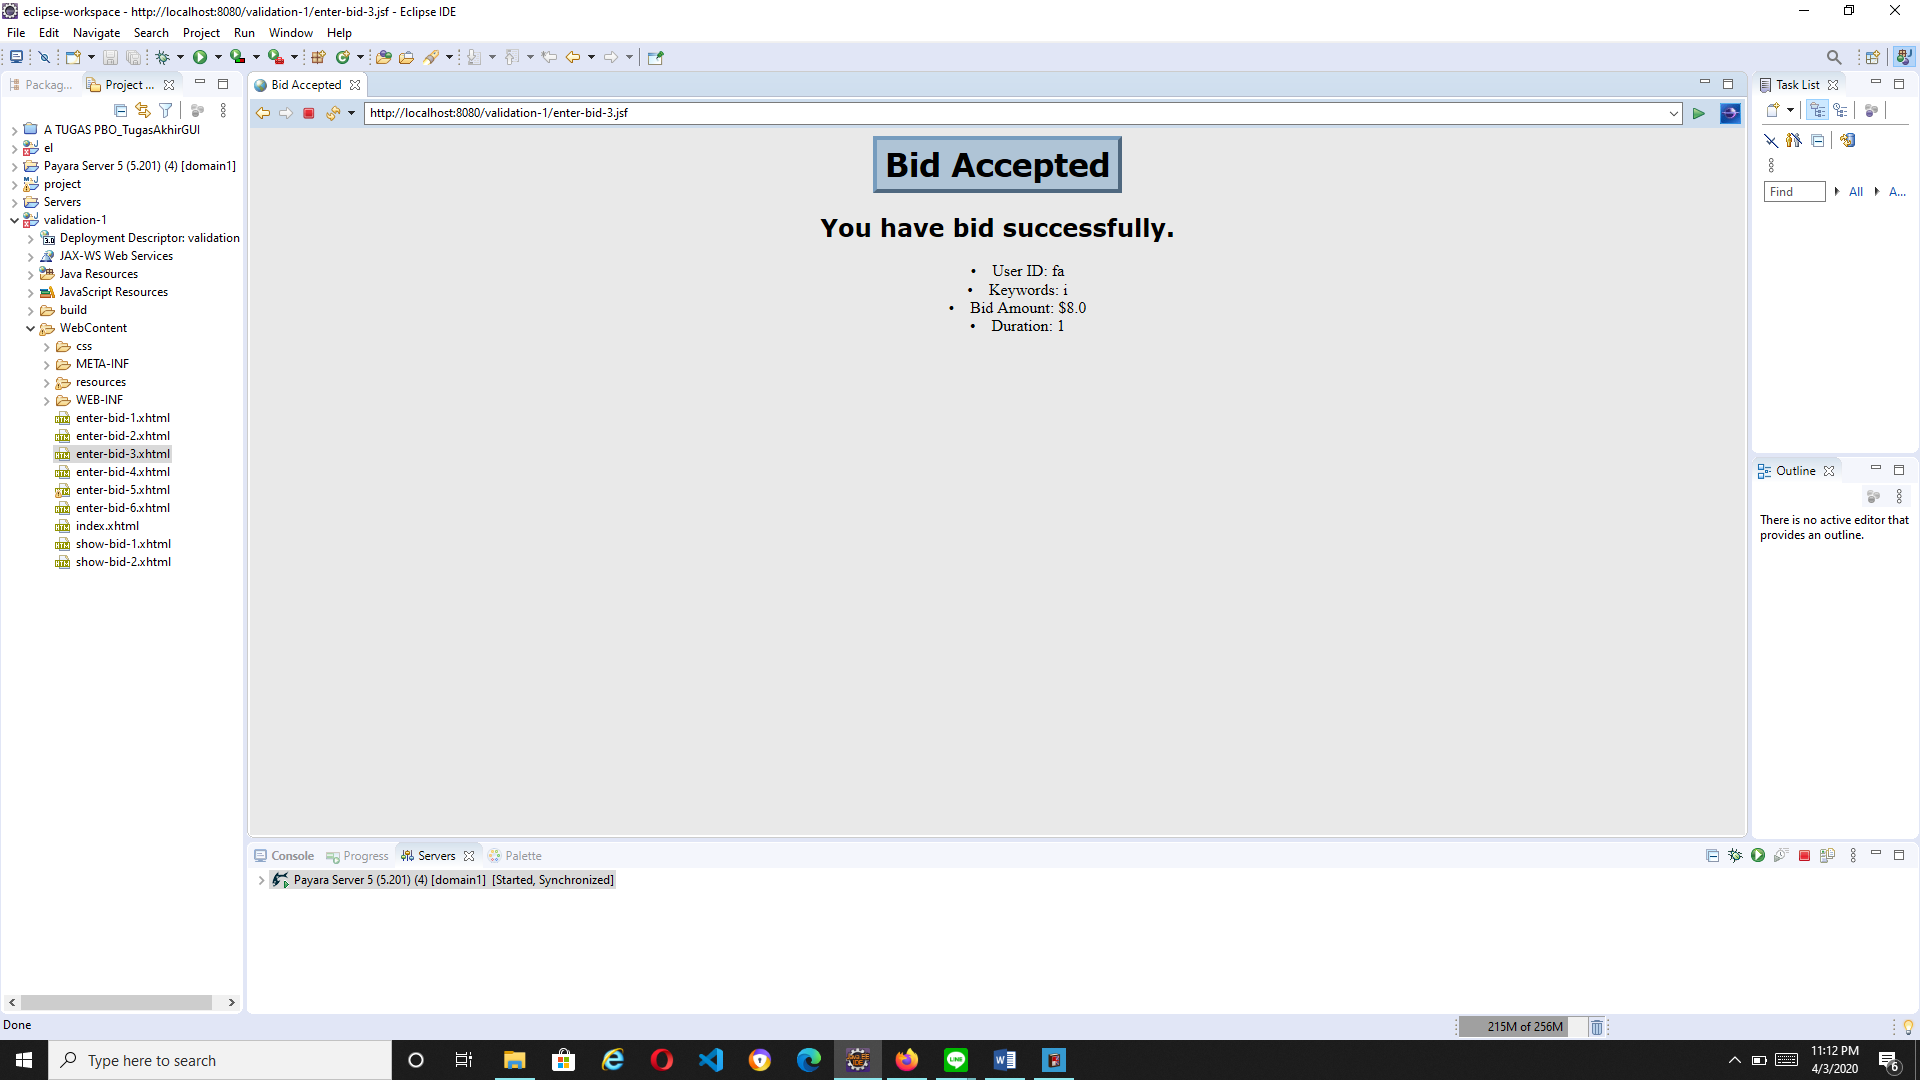 eclipse-workspace - http://localhost:8080/validation-1/enter-bid-3.jsf - Eclipse IDE
File Edit Navigate Search Project Run Window Help
Packag... Project ...
A TUGAS PBO_TugasAkhirGUI
el
Payara Server 5 (5.201) (4) [domain1]
project
Servers
validation-1
Deployment Descriptor: validation
JAX-WS Web Services
Java Resources
JavaScript Resources
build
WebContent
css
META-INF
resources
WEB-INF
enter-bid-1.xhtml
enter-bid-2.xhtml
enter-bid-3.xhtml
enter-bid-4.xhtml
enter-bid-5.xhtml
enter-bid-6.xhtml
index.xhtml
show-bid-1.xhtml
show-bid-2.xhtml
Bid Accepted
http://localhost:8080/validation-1/enter-bid-3.jsf
Bid Accepted
You have bid successfully.
• User ID: fa
• Keywords: i
• Bid Amount: $8.0
• Duration: 1
Task List
Find All A...
Outline
There is no active editor that
provides an outline.
Console Progress Servers Palette
Payara Server 5 (5.201) (4) [domain1] [Started, Synchronized]
Done
215M of 256M
Type here to search
11:12 PM
4/3/2020
6